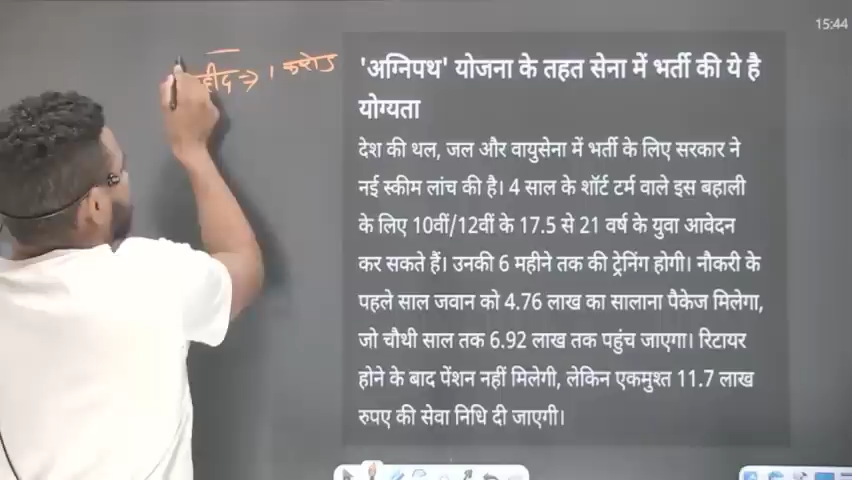 15:44
→ 1 करोड़
'अग्निपथ' योजना के तहत सेना में भर्ती की ये है
योग्यता
देश की थल, जल और वायुसेना में भर्ती के लिए सरकार ने
नई स्कीम लांच की है। 4 साल के शॉर्ट टर्म वाले इस बहाली
के लिए 10वीं/12वीं के 17.5 से 21 वर्ष के युवा आवेदन
कर सकते हैं। उनकी 6 महीने तक की ट्रेनिंग होगी। नौकरी के
पहले साल जवान को 4.76 लाख का सालाना पैकेज मिलेगा,
जो चौथी साल तक 6.92 लाख तक पहुंच जाएगा। रिटायर
होने के बाद पेंशन नहीं मिलेगी, लेकिन एकमुश्त 11.7 लाख
रुपए की सेवा निधि दी जाएगी।